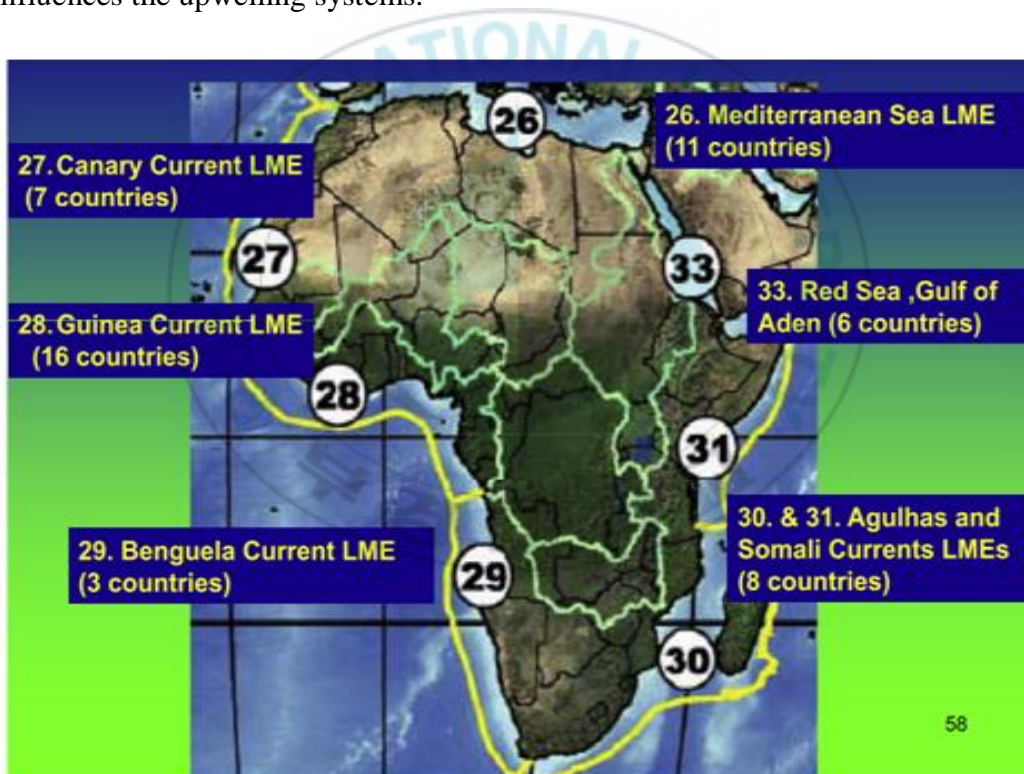 influences the upwelling systems.
ATIONAL
26
26. Mediterranean Sea LME
(11 countries)
27.Canary Current LME
(7 countries)
27
33
33. Red Sea ,Gulf of
Aden (6 countries)
28.Guinea Current LME
(16 countries)
28
31
30. & 31. Agulhas and
Somali Currents LMEs
(8 countries)
29. Benguela Current LME
(3 countries)
29
30
58